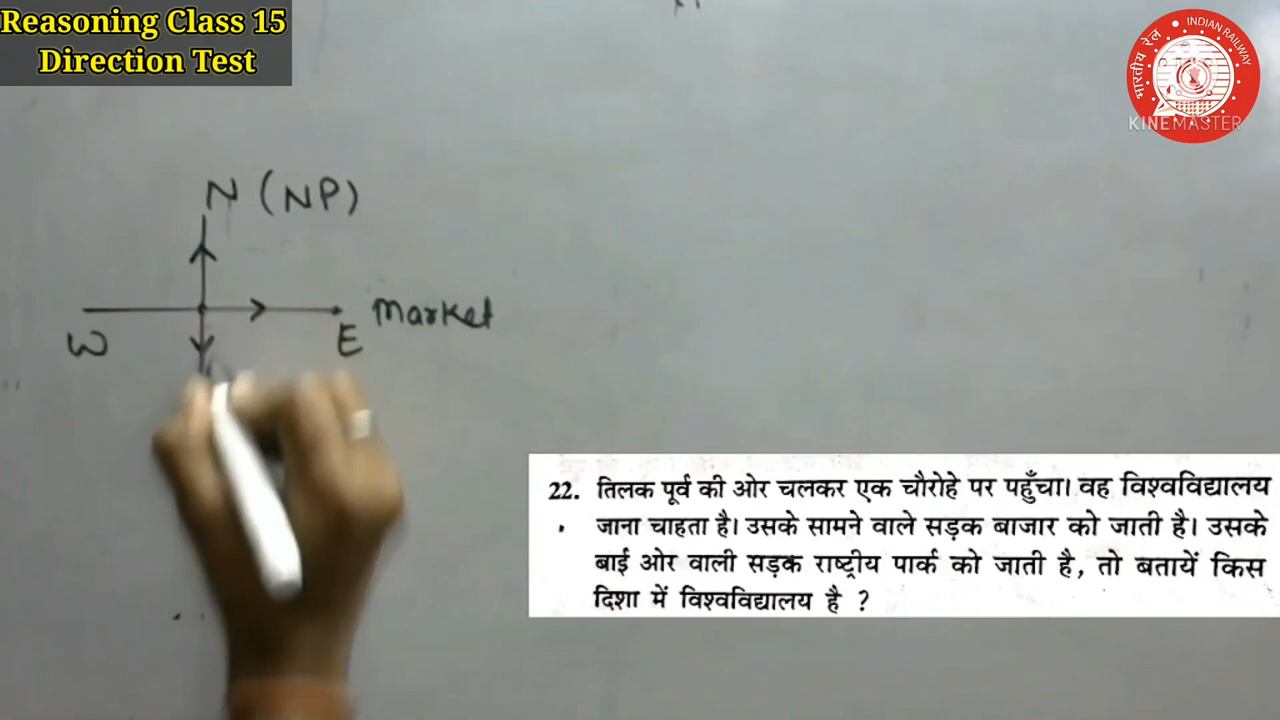 Reasoning Class 15
Direction Test
भारतीय रेल • INDIAN RAILWAY
KINEMASTER
N (NP)
Market
W
E
22. तिलक पूर्व की ओर चलकर एक चौरोहे पर पहुँचा। वह विश्वविद्यालय
जाना चाहता है। उसके सामने वाले सड़क बाजार को जाती है। उसके
बाई ओर वाली सड़क राष्ट्रीय पार्क को जाती है, तो बतायें किस
दिशा में विश्वविद्यालय है ?